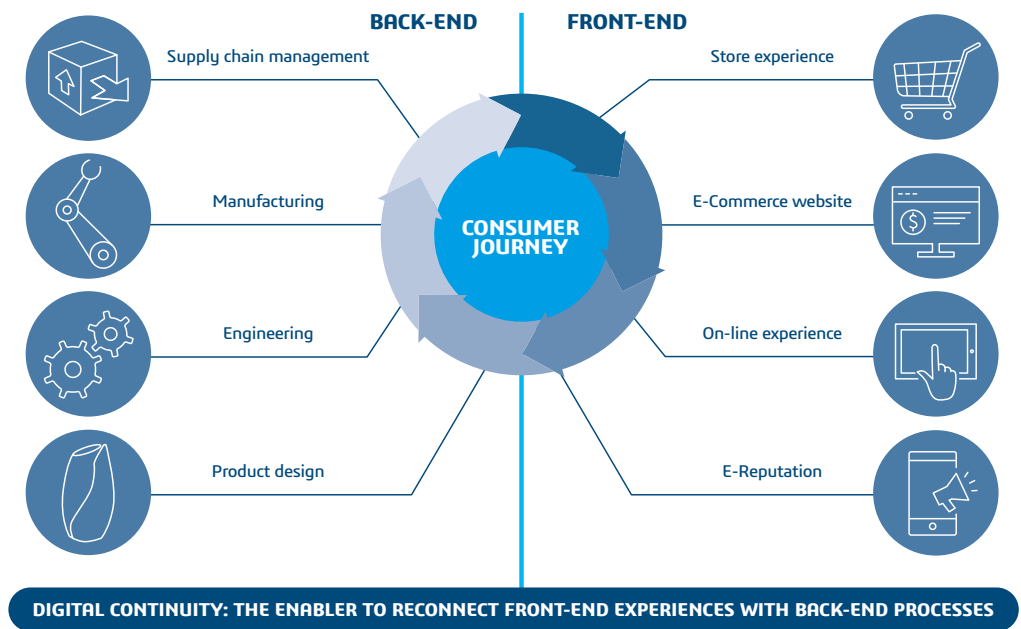 BACK-END
FRONT-END
Supply chain management
Store experience
Manufacturing
E-Commerce website
CONSUMER
JOURNEY
$
Engineering
On-line experience
Product design
E-Reputation
DIGITAL CONTINUITY: THE ENABLER TO RECONNECT FRONT-END EXPERIENCES WITH BACK-END PROCESSES